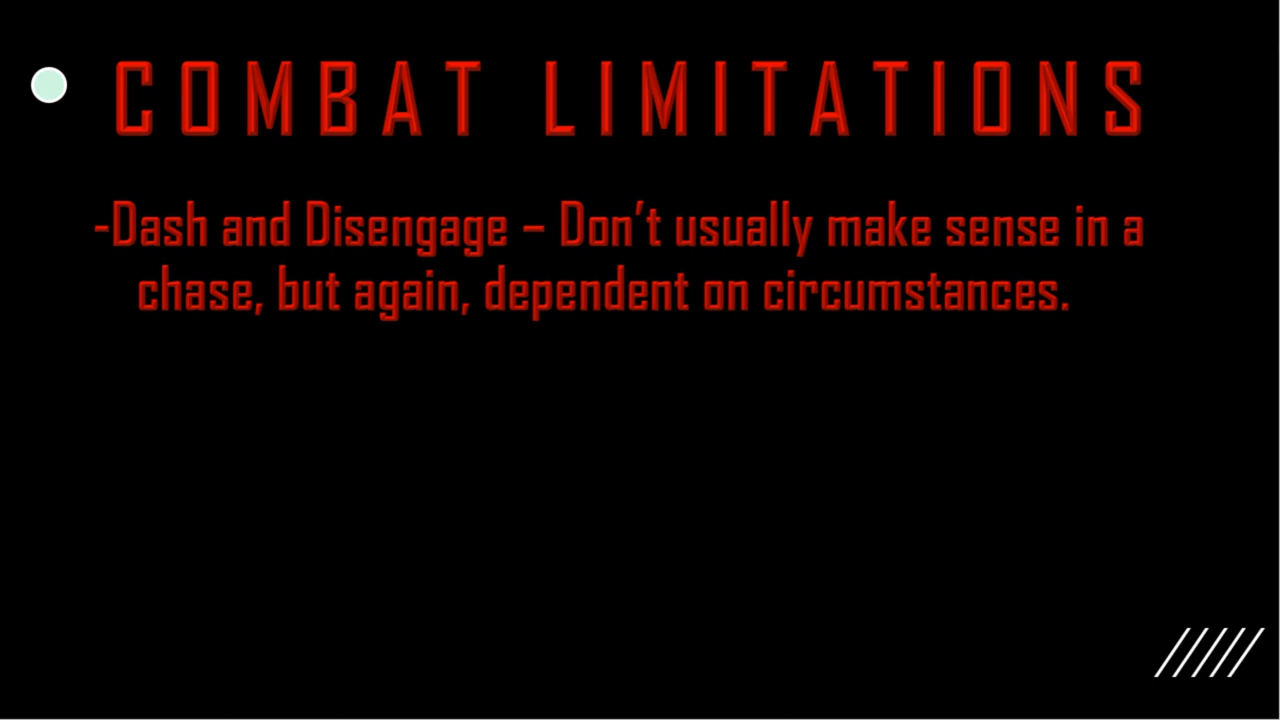 COMBAT LIMITATIONS
-Dash and Disengage – Don’t usually make sense in a
chase, but again, dependent on circumstances.